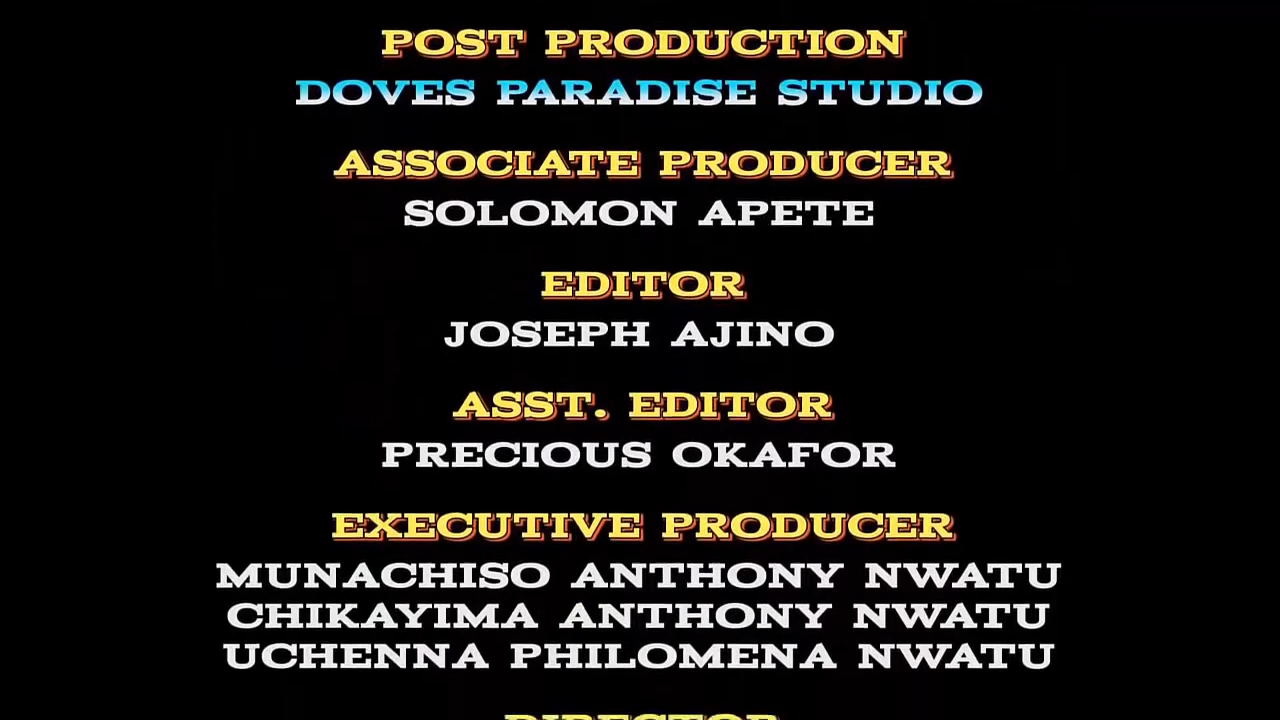 POST PRODUCTION
DOVES PARADISE STUDIO
ASSOCIATE PRODUCER
SOLOMON APETE
EDITOR
JOSEPH AJINO
ASST. EDITOR
PRECIOUS OKAFOR
EXECUTIVE PRODUCER
MUNACHISO ANTHONY NWATU
CHIKAYIMA ANTHONY NWATU
UCHENNA PHILOMENA NWATU
DIRECTOR